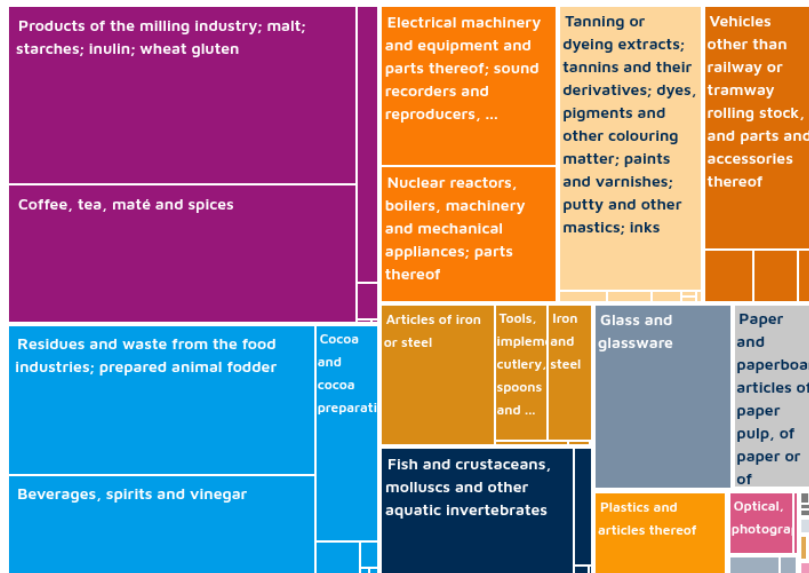 Products of the milling industry; malt;
starches; inulin; wheat gluten
Coffee, tea, maté and spices
Electrical machinery
and equipment and
parts thereof; sound
recorders and
reproducers, ...
Nuclear reactors,
boilers, machinery
and mechanical
appliances; parts
thereof
Tanning or
dyeing extracts;
tannins and their
derivatives; dyes,
pigments and
other colouring
matter; paints
and varnishes;
putty and other
mastics; inks
Vehicles
other than
railway or
tramway
rolling stock,
and parts and
accessories
thereof
Residues and waste from the food
industries; prepared animal fodder
Cocoa
and
cocoa
preparati
Beverages, spirits and vinegar
Articles of iron
or steel
Tools,
implem
cutlery,
spoons
and ...
Iron
and
steel
Fish and crustaceans,
molluscs and other
aquatic invertebrates
Glass and
glassware
Paper
and
paperboa
articles of
paper
pulp, of
paper or
of
Plastics and
articles thereof
Optical,
photogra